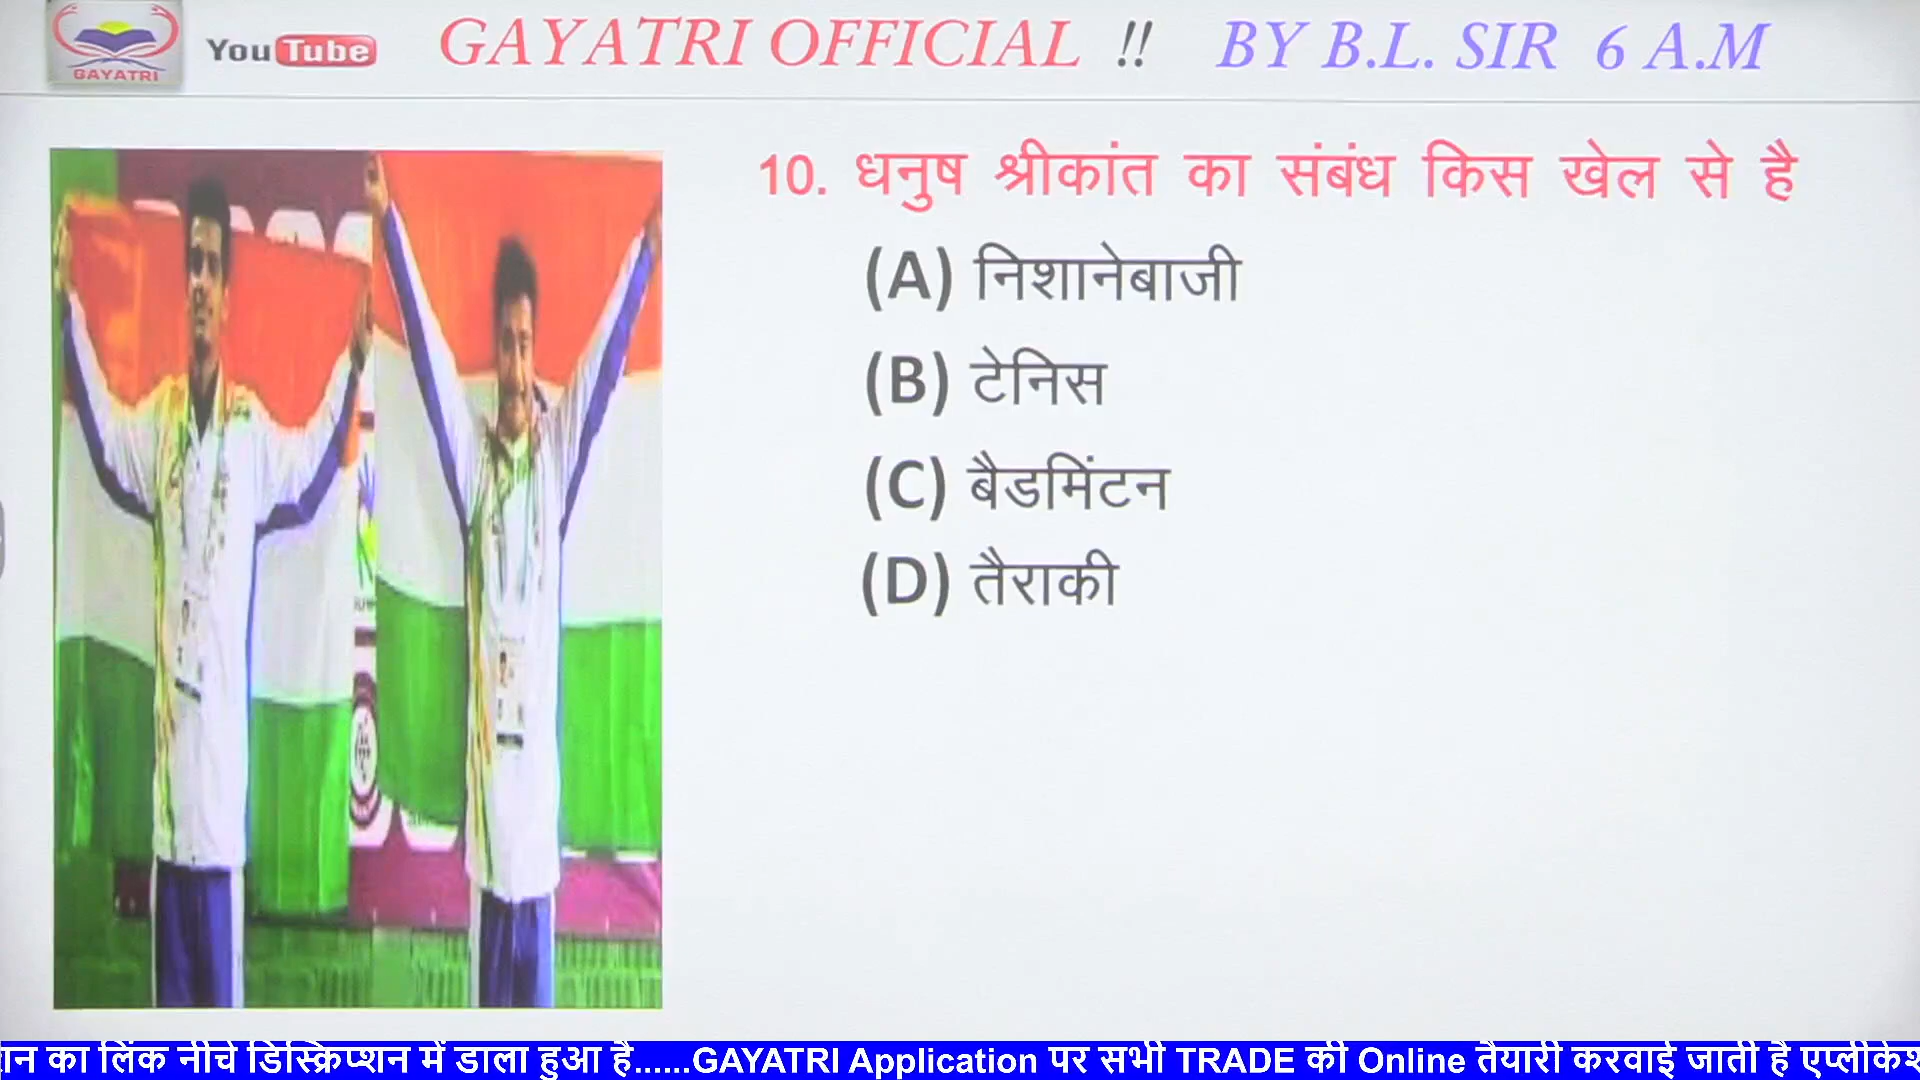 GAYATRI
YouTube
GAYATRI OFFICIAL !! BY B.L. SIR 6 A.M
10. धनुष श्रीकांत का संबंध किस खेल से है
(A) निशानेबाजी
(B) टेनिस
(C) बैडमिंटन
(D) तैराकी
का लिंक नीचे डिस्क्रिप्शन में डाला हुआ है......GAYATRI Application पर सभी TRADE की Online तैयारी करवाई जाती है